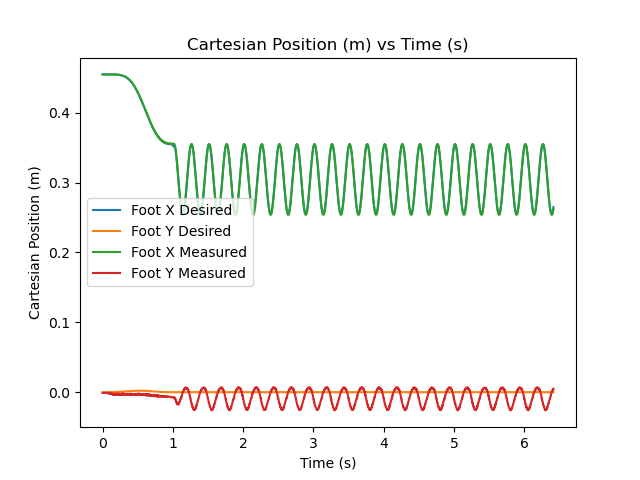 Cartesian Position (m) vs Time (s)
Cartesian Position (m)
0.4
0.3
0.2
0.1
0.0
Foot X Desired
Foot Y Desired
Foot X Measured
Foot Y Measured
0 1 2 3 4 5 6
Time (s)